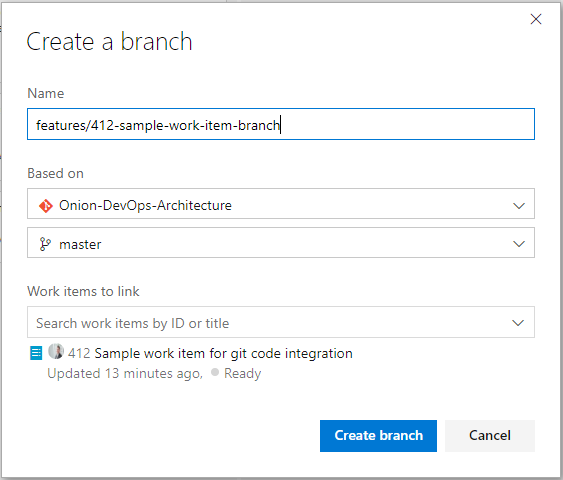 Create a branch
Name
features/412-sample-work-item-branch
Based on
Onion-DevOps-Architecture
master
Work items to link
Search work items by ID or title
412 Sample work item for git code integration
Updated 13 minutes ago, Ready
Create branch Cancel